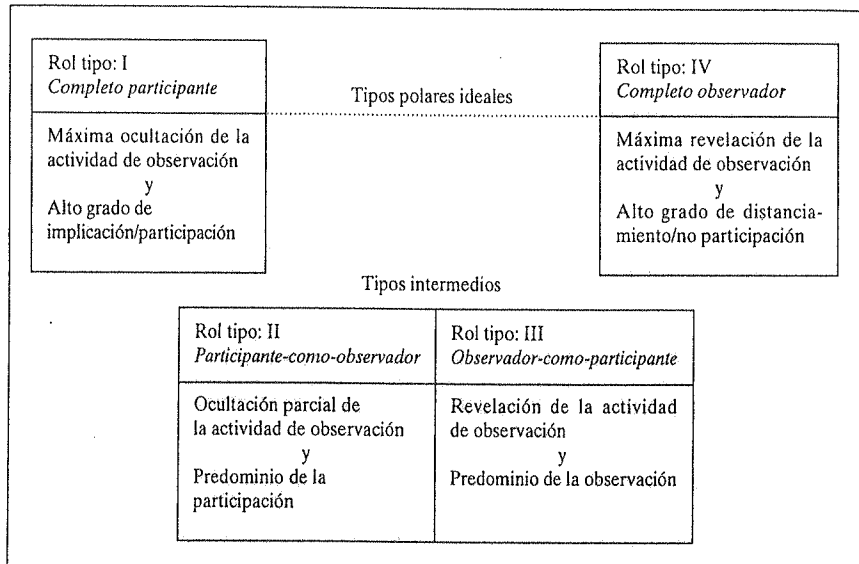 Rol tipo: I
Completo participante
Máxima ocultación de la
actividad de observación
y
Alto grado de
implicación/participación
Tipos polares ideales
Rol tipo: IV
Completo observador
Máxima revelación de la
actividad de observación
y
Alto grado de distancia-
miento/no participación
Tipos intermedios
Rol tipo: II
Participante-como-observador
Ocultación parcial de
la actividad de observación
y
Predominio de la
participación
Rol tipo: III
Observador-como-participante
Revelación de la actividad
de observación
y
Predominio de la observación